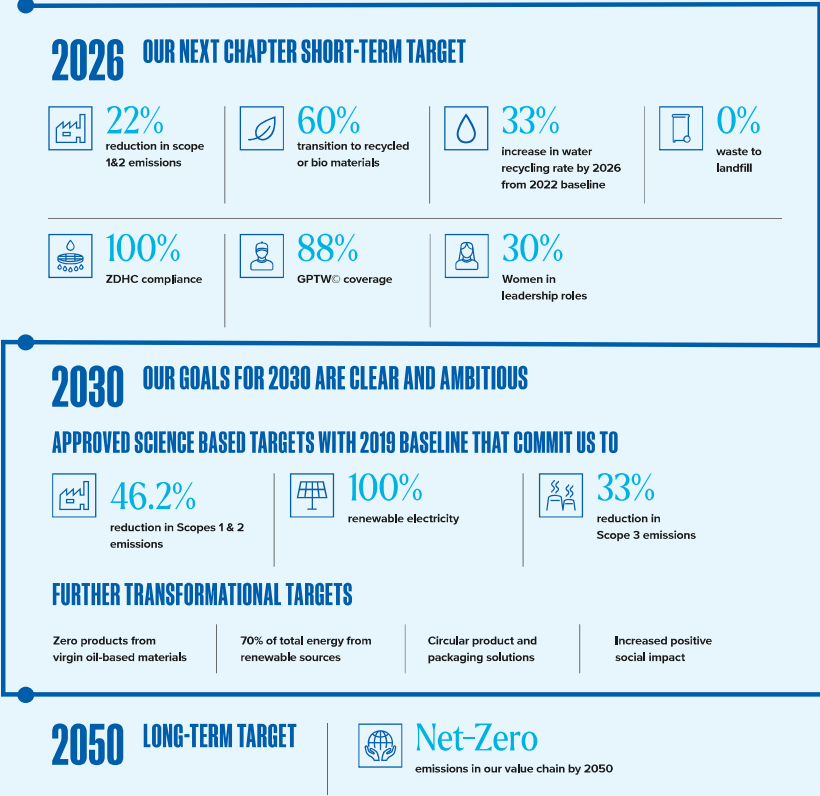 2026 OUR NEXT CHAPTER SHORT-TERM TARGET
22%
reduction in scope
1&2 emissions
60%
transition to recycled
or bio materials
33%
increase in water
recycling rate by 2026
from 2022 baseline
0%
waste to
landfill
100%
ZDHC compliance
88%
GPTW© coverage
30%
Women in
leadership roles
2030 OUR GOALS FOR 2030 ARE CLEAR AND AMBITIOUS
APPROVED SCIENCE BASED TARGETS WITH 2019 BASELINE THAT COMMIT US TO
46.2%
reduction in Scopes 1 & 2
emissions
100%
renewable electricity
33%
reduction in
Scope 3 emissions
FURTHER TRANSFORMATIONAL TARGETS
Zero products from
virgin oil-based materials
70% of total energy from
renewable sources
Circular product and
packaging solutions
Increased positive
social impact
2050 LONG-TERM TARGET
Net-Zero
emissions in our value chain by 2050